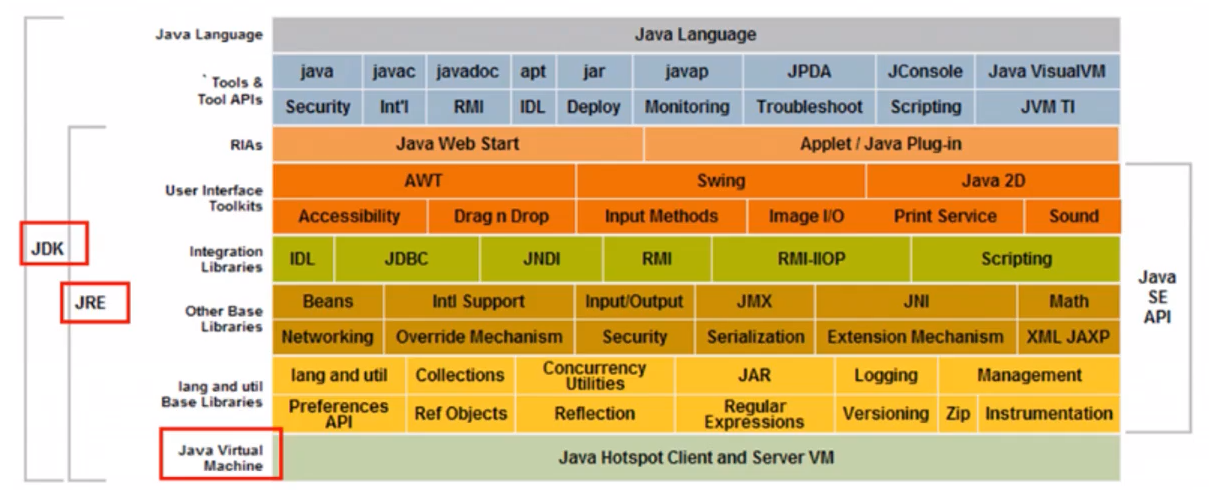 Java Language
Java Language
` Tools &
Tool APIs
java javac javadoc apt jar javap JPDA JConsole Java VisualVM
Security Int'l RMI IDL Deploy Monitoring Troubleshoot Scripting JVM TI
RIAs
Java Web Start Applet / Java Plug-in
User Interface
Toolkits
AWT Swing Java 2D
Accessibility Drag n Drop Input Methods Image I/O Print Service Sound
Integration
Libraries
IDL JDBC JNDI RMI RMI-IIOP Scripting
JDK
JRE
Other Base
Libraries
Beans Intl Support Input/Output JMX JNI Math
Networking Override Mechanism Security Serialization Extension Mechanism XML JAXP
Java
SE
API
lang and util
Base Libraries
lang and util Collections Concurrency
Utilities JAR Logging Management
Preferences
API Ref Objects Reflection Regular
Expressions Versioning Zip Instrumentation
Java Virtual
Machine
Java Hotspot Client and Server VM